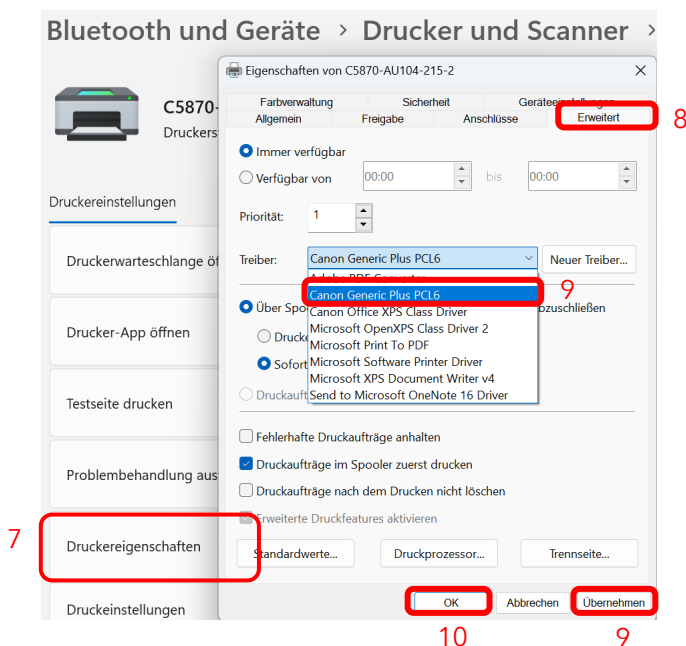 Bluetooth und Geräte > Drucker und Scanner >
Eigenschaften von C5870-AU104-215-2
C5870-
Druckers
Farbverwaltung Sicherheit Geräteeinstellungen
Allgemein Freigabe Anschlüsse Erweitert
8
Immer verfügbar
Verfügbar von 00:00 bis 00:00
Druckereinstellungen
Priorität: 1
Druckerwarteschlange öf
Treiber: Canon Generic Plus PCL6 Neuer Treiber...
Adobe PDF Converter
Canon Generic Plus PCL6
9
Über Spo
bzuschließen
Canon Office XPS Class Driver
Drucker-App öffnen
Drucke
Microsoft OpenXPS Class Driver 2
Microsoft Print To PDF
Sofort
Microsoft Software Printer Driver
Microsoft XPS Document Writer v4
Druckauft
Send to Microsoft OneNote 16 Driver
Testseite drucken
Fehlerhafte Druckaufträge anhalten
Druckaufträge im Spooler zuerst drucken
Problembehandlung aus
Druckaufträge nach dem Drucken nicht löschen
Erweiterte Druckfeatures aktivieren
7
Druckereigenschaften
Standardwerte... Druckprozessor... Trennseite...
Druckeinstellungen
OK Abbrechen Übernehmen
10 9